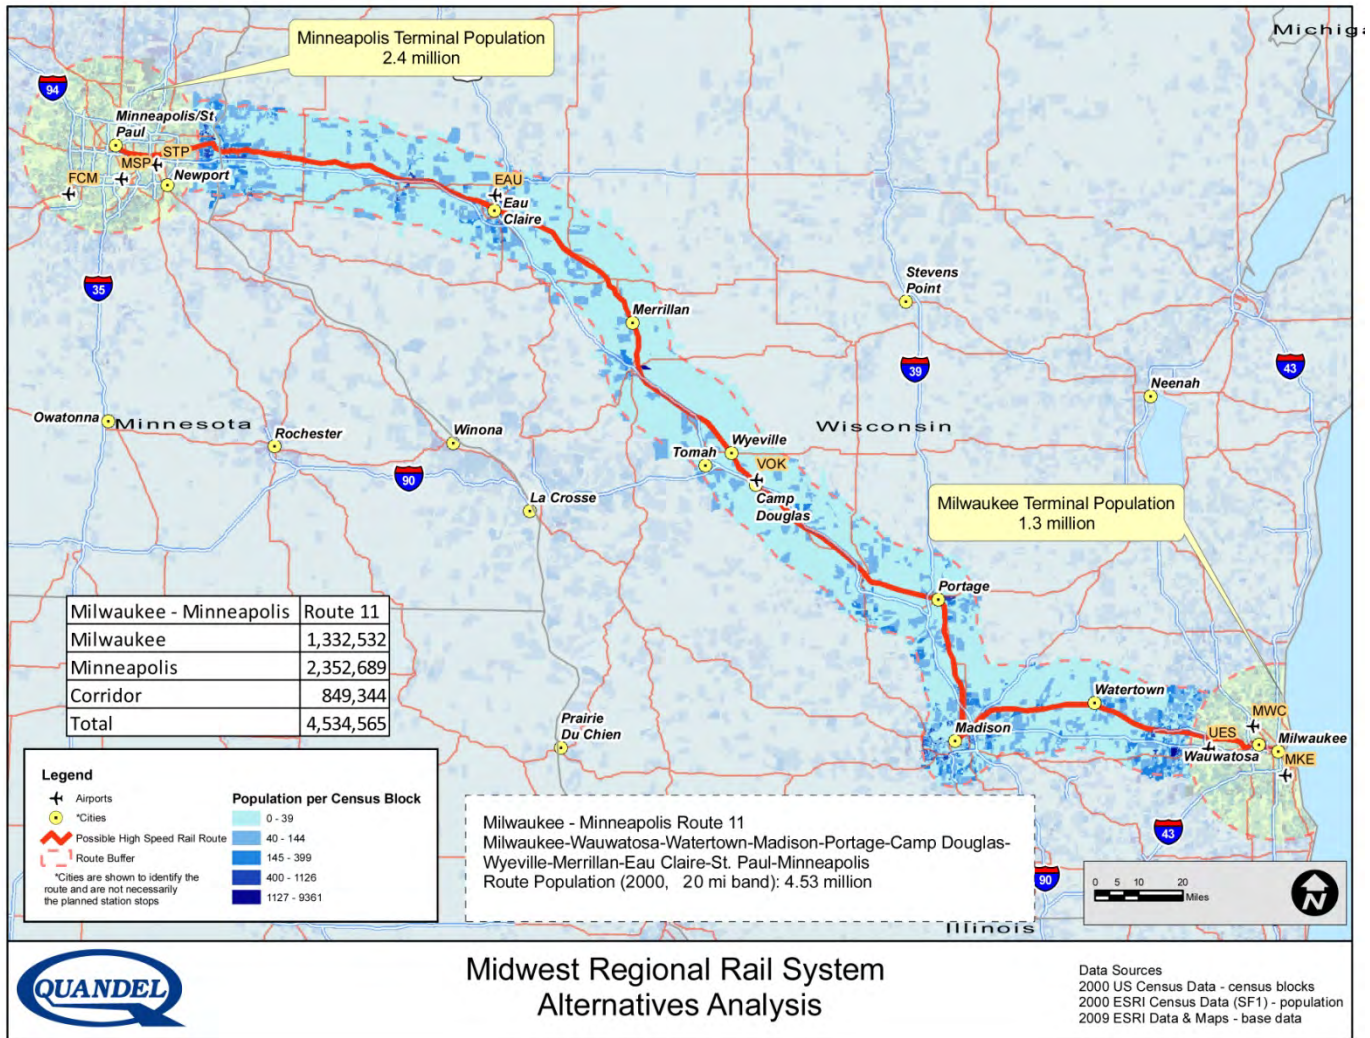 Minneapolis Terminal Population
2.4 million
Michiga
94
Minneapolis/St
Paul
STP
MSP
FCM
Newport
EAU
Eau
Claire
35
Stevens
Point
Merrillan
39
43
Neenah
Owatonna
Minnesota
Rochester
Winona
Wisconsin
Wyeville
Tomah
VOK
90
La Crosse
Camp
Douglas
Milwaukee Terminal Population
1.3 million
Portage
Milwaukee - Minneapolis Route 11
Milwaukee 1,332,532
Minneapolis 2,352,689
Corridor 849,344
Total 4,534,565
Watertown
Prairie
Du Chien
Madison
MWC
UES
Milwaukee
Wauwatosa
MKE
43
90
Illinois
Legend
Airports
*Cities
Possible High Speed Rail Route
Route Buffer
*Cities are shown to identify the
route and are not necessarily
the planned station stops
Population per Census Block
0 - 39
40 - 144
145 - 399
400 - 1126
1127 - 9361
Milwaukee - Minneapolis Route 11
Milwaukee-Wauwatosa-Watertown-Madison-Portage-Camp Douglas-
Wyeville-Merrillan-Eau Claire-St. Paul-Minneapolis
Route Population (2000, 20 mi band): 4.53 million
0 5 10 20
Miles
N
QUANDEL
Midwest Regional Rail System
Alternatives Analysis
Data Sources
2000 US Census Data - census blocks
2000 ESRI Census Data (SF1) - population
2009 ESRI Data & Maps - base data